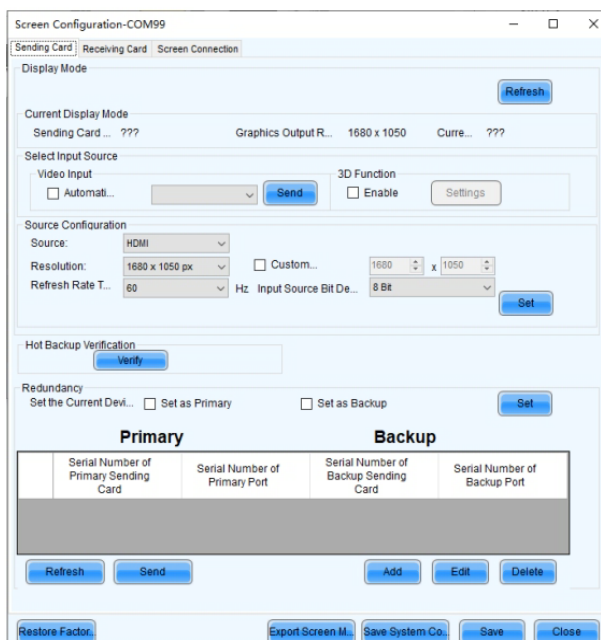 Screen Configuration-COM99
Sending Card Receiving Card Screen Connection
Display Mode
Refresh
Current Display Mode
Sending Card ... ??? Graphics Output R... 1680 x 1050 Curre... ???
Select Input Source
Video Input 3D Function
Automati... Send Enable Settings
Source Configuration
Source: HDMI
Resolution: 1680 x 1050 px Custom... 1680 x 1050
Refresh Rate T... 60 Hz Input Source Bit De... 8 Bit
Set
Hot Backup Verification
Verify
Redundancy
Set the Current Devi... Set as Primary Set as Backup Set
Primary Backup
Serial Number of Primary Sending Card Serial Number of Primary Port Serial Number of Backup Sending Card Serial Number of Backup Port
Refresh Send Add Edit Delete
Restore Factor.. Export Screen M.. Save System Co.. Save Close